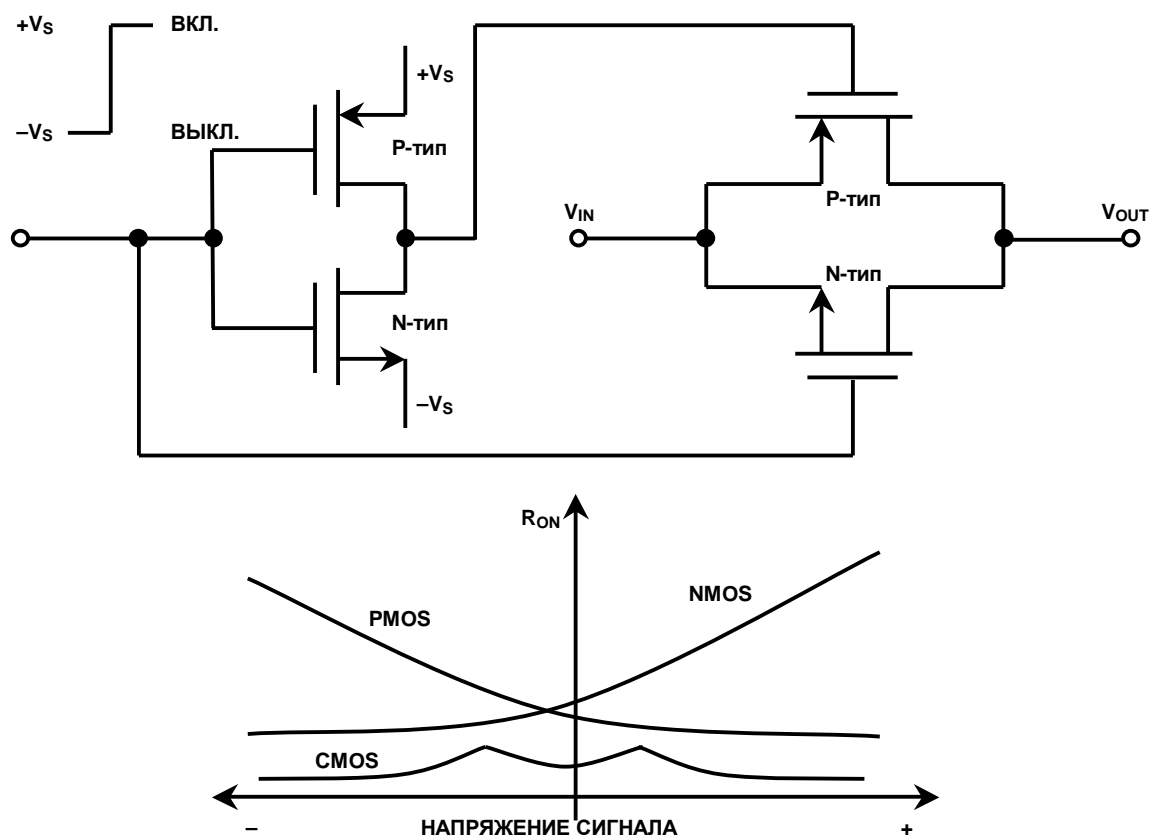 +VS ВКЛ.
–VS ВЫКЛ.
+VS
P-тип
N-тип
–VS
VIN
P-тип
N-тип
VOUT
RON
PMOS
NMOS
CMOS
– НАПРЯЖЕНИЕ СИГНАЛА +